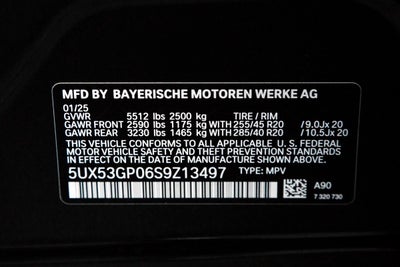 MFD BY BAYERISCHE MOTOREN WERKE AG
01/25
GVWR 5512 lbs 2500 kg TIRE / RIM
GAWR FRONT 2590 lbs 1175 kg WITH 255/45 R20 /9.0Jx 20
GAWR REAR 3230 lbs 1465 kg WITH 285/40 R20 /10.5Jx 20
THIS VEHICLE CONFORMS TO ALL APPLICABLE U. S. FEDERAL
MOTOR VEHICLE SAFETY STANDARDS IN EFFECT
ON THE DATE OF MANUFACTURE SHOWN ABOVE.
5UX53GP06S9Z13497 TYPE: MPV
A90
7 320 730